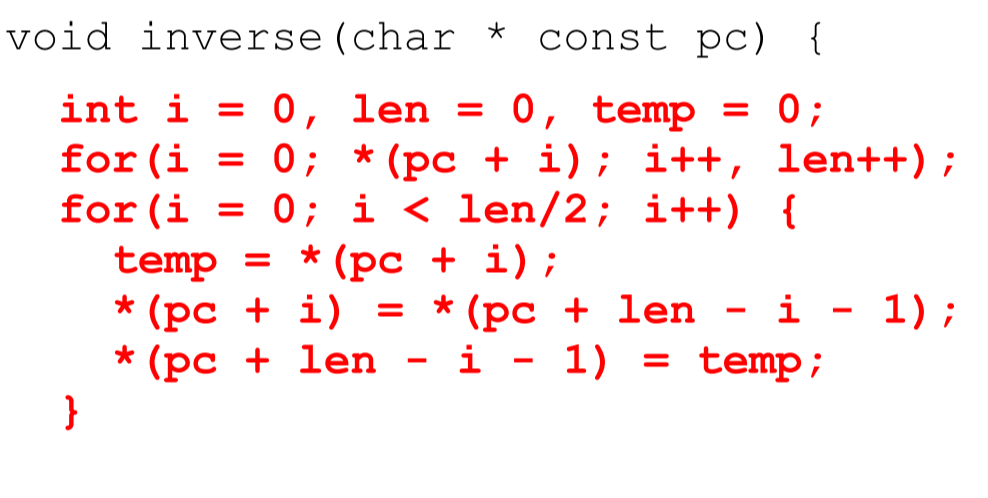 void inverse(char * const pc) {
int i = 0, len = 0, temp = 0;
for(i = 0; *(pc + i); i++, len++);
for(i = 0; i < len/2; i++) {
temp = *(pc + i);
*(pc + i) = *(pc + len - i - 1);
*(pc + len - i - 1) = temp;
}